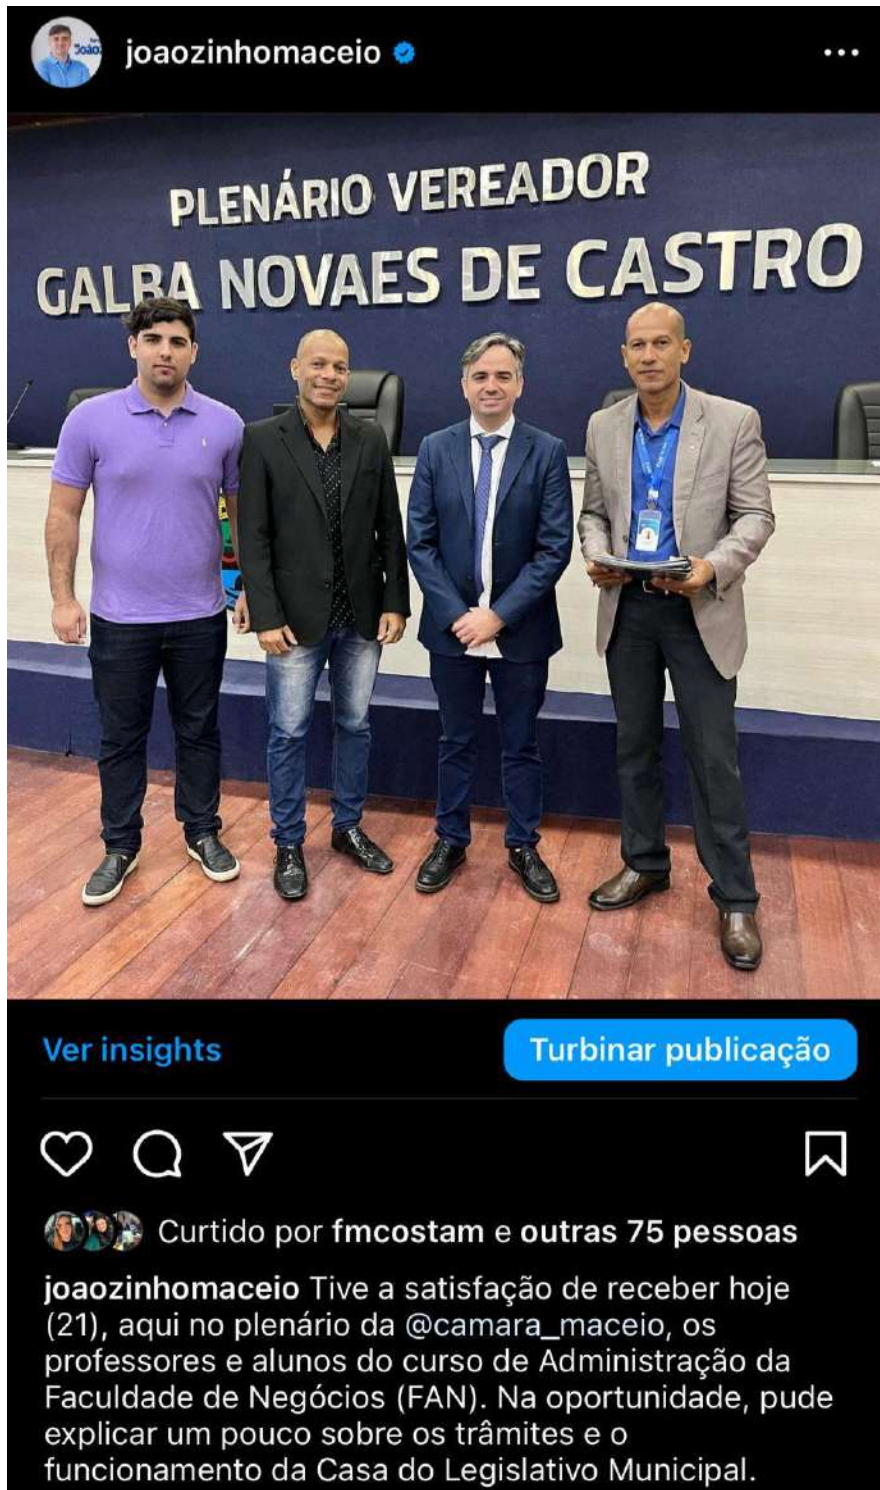 joaozinhomaceio
PLENÁRIO VEREADOR
GALBA NOVAES DE CASTRO
Ver insights
Turbinar publicação
Curtido por fmcostam e outras 75 pessoas
joaozinhomaceio Tive a satisfação de receber hoje
(21), aqui no plenário da @camara_maceio, os
professores e alunos do curso de Administração da
Faculdade de Negócios (FAN). Na oportunidade, pude
explicar um pouco sobre os trâmites e o
funcionamento da Casa do Legislativo Municipal.